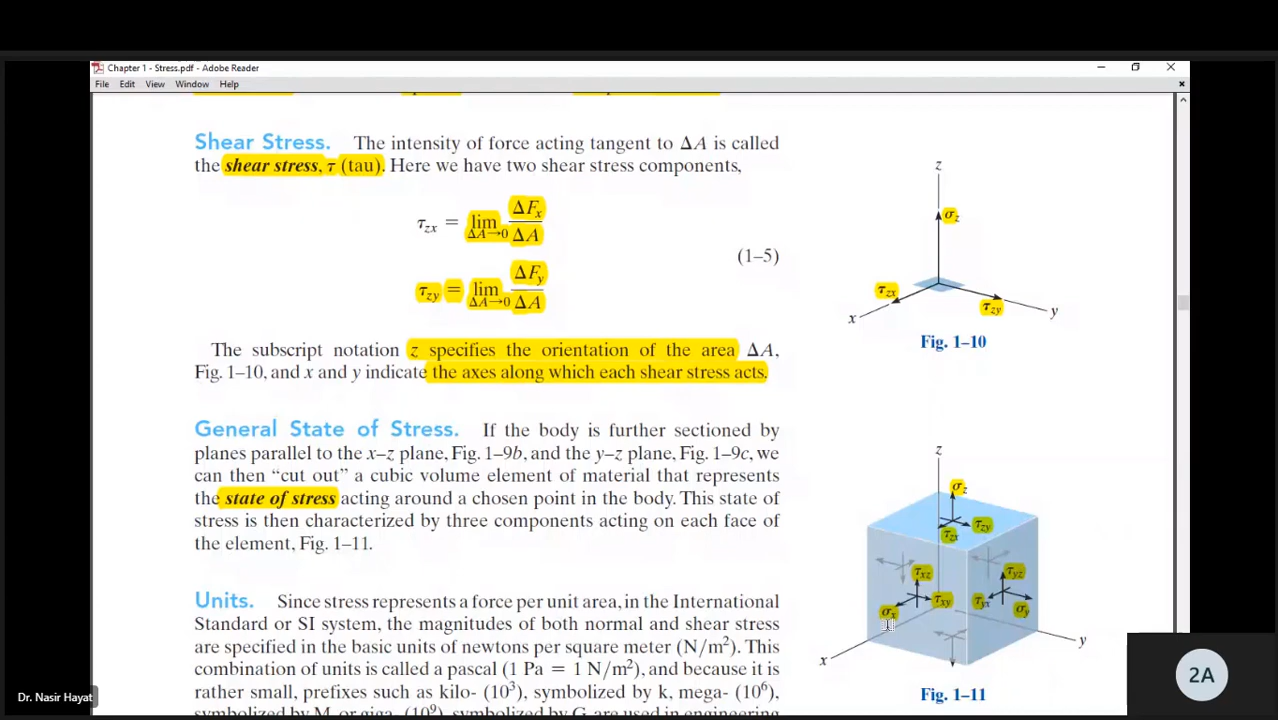 Chapter 1 - Stress.pdf - Adobe Reader
File Edit View Window Help
Shear Stress. The intensity of force acting tangent to ΔA is called
the shear stress, τ (tau). Here we have two shear stress components,
τzx = lim ΔA→0 ΔFx / ΔA
(1–5)
τzy = lim ΔA→0 ΔFy / ΔA
The subscript notation z specifies the orientation of the area ΔA,
Fig. 1–10, and x and y indicate the axes along which each shear stress acts.
General State of Stress. If the body is further sectioned by
planes parallel to the x–z plane, Fig. 1–9b, and the y–z plane, Fig. 1–9c, we
can then “cut out” a cubic volume element of material that represents
the state of stress acting around a chosen point in the body. This state of
stress is then characterized by three components acting on each face of
the element, Fig. 1–11.
Units. Since stress represents a force per unit area, in the International
Standard or SI system, the magnitudes of both normal and shear stress
are specified in the basic units of newtons per square meter (N/m²). This
combination of units is called a pascal (1 Pa = 1 N/m²), and because it is
rather small, prefixes such as kilo- (10³), symbolized by k, mega- (10⁶),
symbolized by M, or giga- (10⁹), symbolized by G, are used in engineering
z
σz
τzx
τzy
x
y
Fig. 1–10
z
σz
τzy
τzx
τxz
τyz
τxy
τyx
σx
σy
y
x
Fig. 1–11
Dr. Nasir Hayat
2A